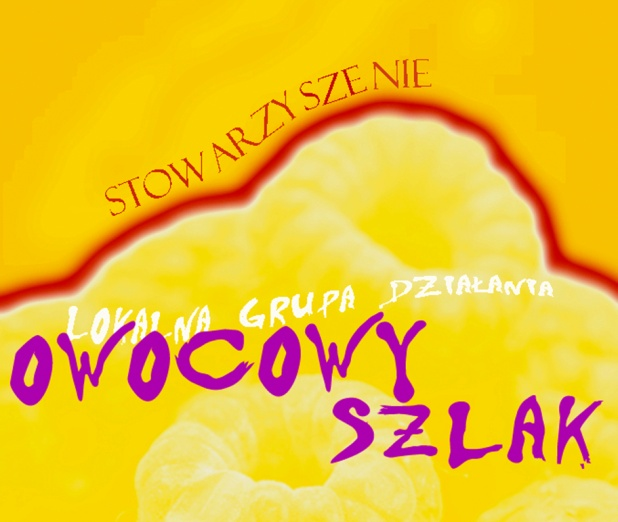 STOWARZYSZENIE
LOKALNA GRUPA DZIAŁANIA
OWOCOWY
SZLAK